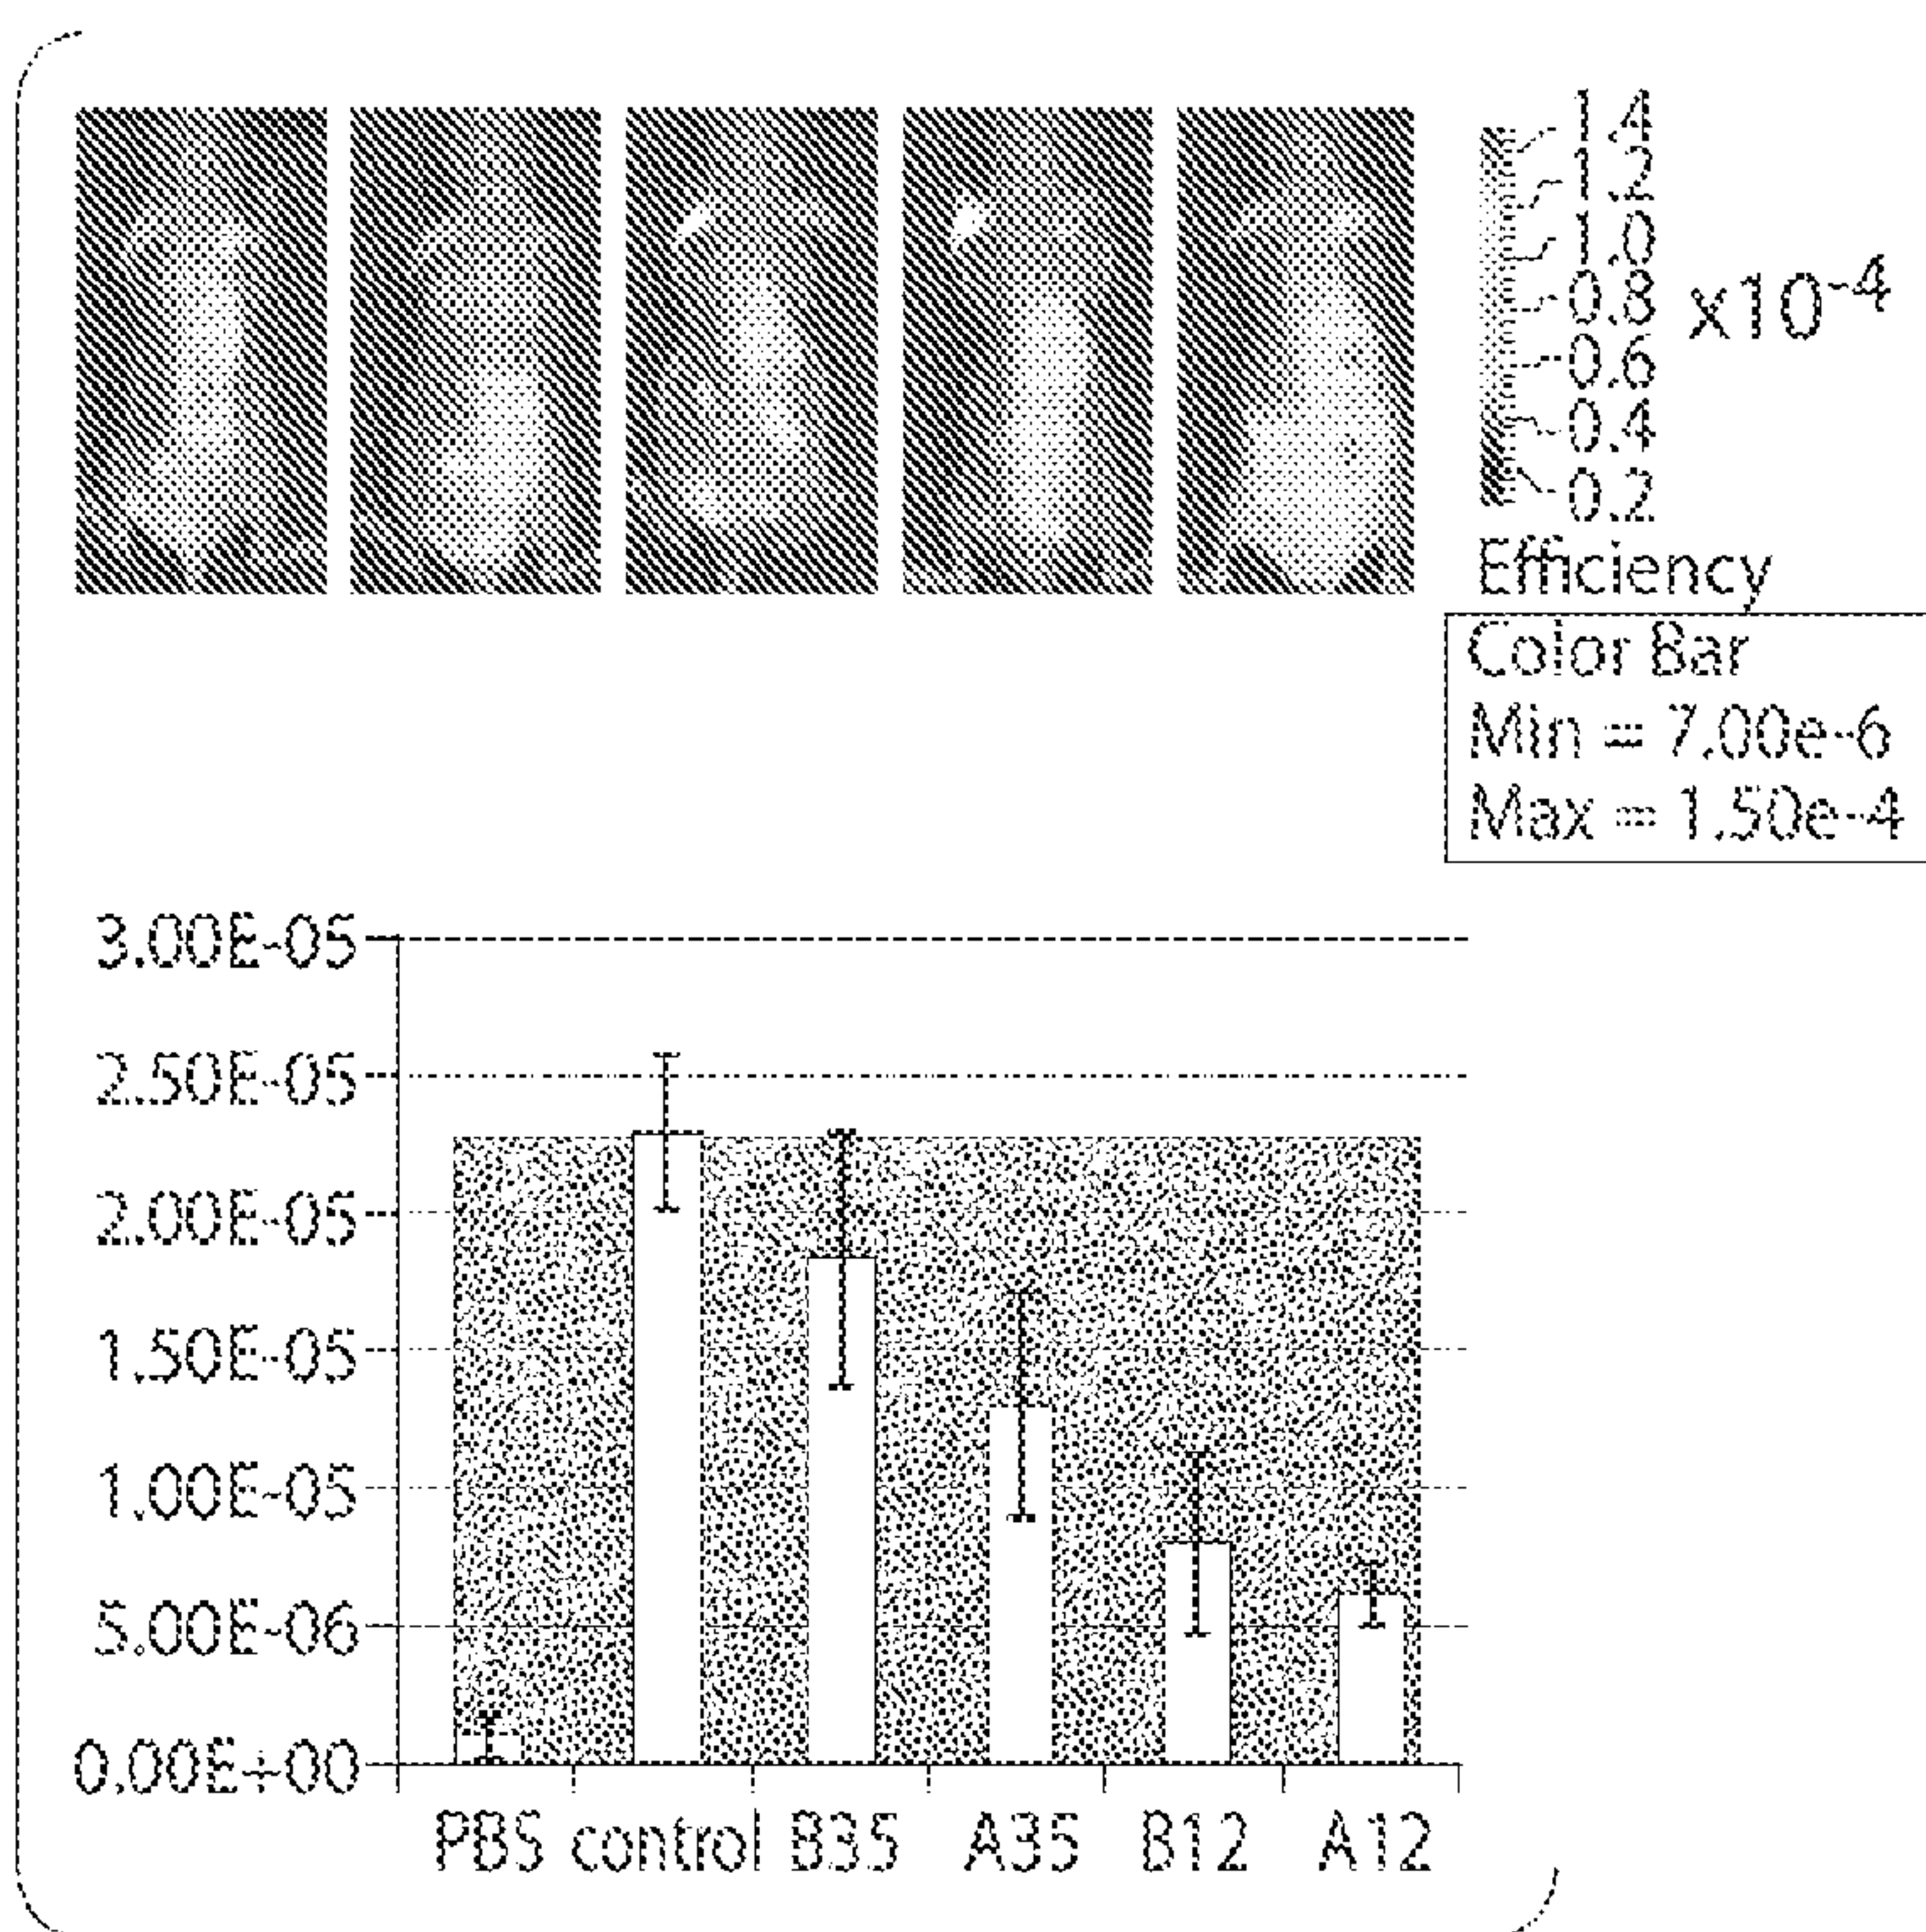 1.4
1.2
1.0
0.8
0.6
0.4
0.2
x10⁻⁴
Efficiency
Color Bar
Min = 7.00e-6
Max = 1.50e-4
3.00E-05
2.50E-05
2.00E-05
1.50E-05
1.00E-05
5.00E-06
0.00E+00
PBS control B35 A35 B12 A12